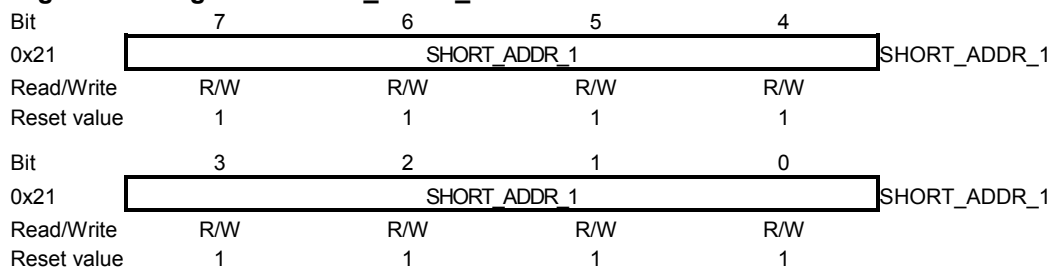 Bit 7 6 5 4
0x21 SHORT_ADDR_1 SHORT_ADDR_1
Read/Write R/W R/W R/W R/W
Reset value 1 1 1 1
Bit 3 2 1 0
0x21 SHORT_ADDR_1 SHORT_ADDR_1
Read/Write R/W R/W R/W R/W
Reset value 1 1 1 1